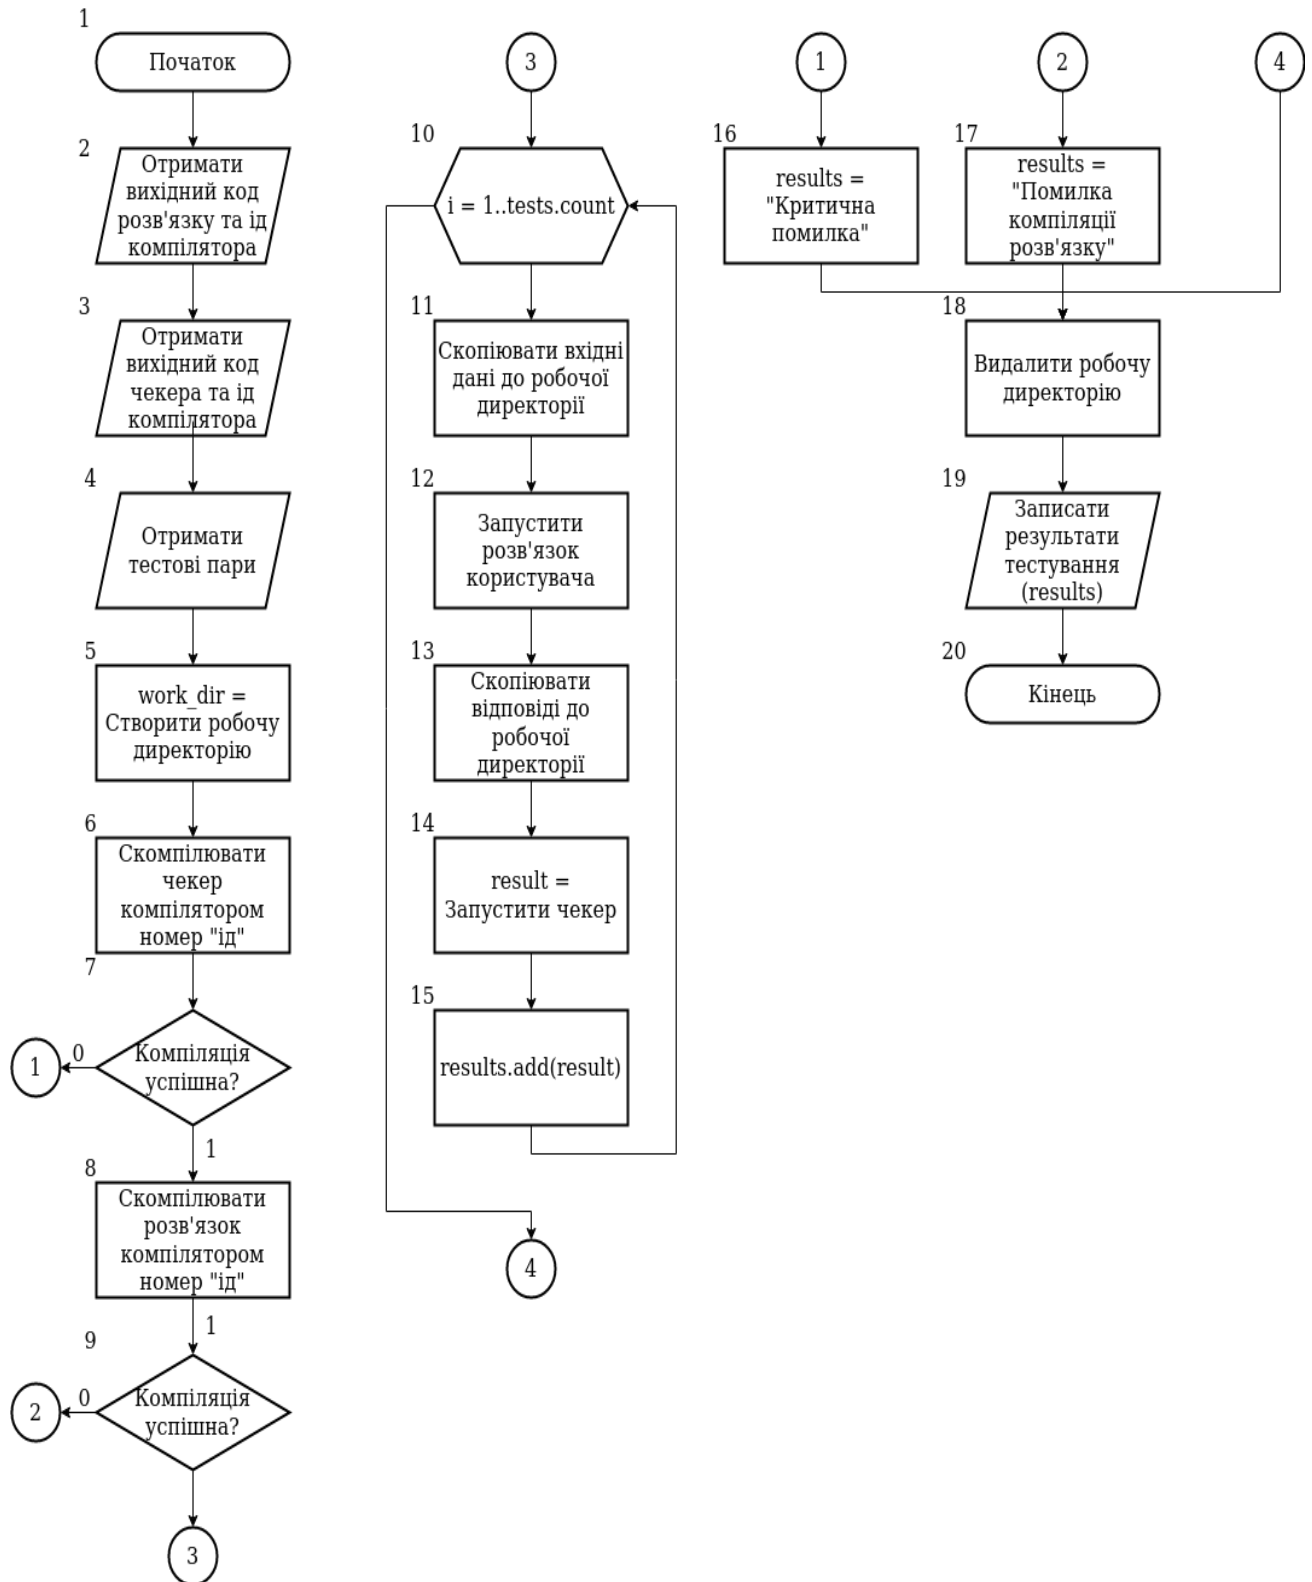 1
Початок
2
Отримати
вихідний код
розв'язку та ід
компілятора
3
Отримати
вихідний код
чекера та ід
компілятора
4
Отримати
тестові пари
5
work_dir =
Створити робочу
директорію
6
Скомпілювати
чекер
компілятором
номер "ід"
7
Компіляція
успішна?
0
1
1
8
Скомпілювати
розв'язок
компілятором
номер "ід"
1
9
Компіляція
успішна?
0
2
3
3
10
i = 1..tests.count
11
Скопіювати вхідні
дані до робочої
директорії
12
Запустити
розв'язок
користувача
13
Скопіювати
відповіді до
робочої
директорії
14
result =
Запустити чекер
15
results.add(result)
4
1
16
results =
"Критична
помилка"
2
17
results =
"Помилка
компіляції
розв'язку"
4
18
Видалити робочу
директорію
19
Записати
результати
тестування
(results)
20
Кінець